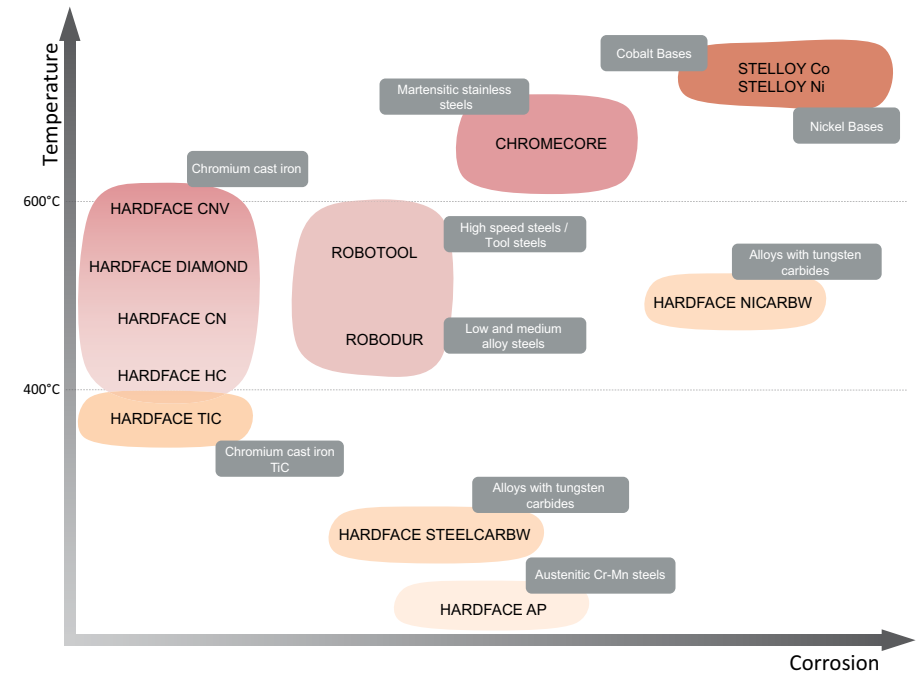 Temperature
Cobalt Bases
STELLOY Co
STELLOY Ni
Nickel Bases
Martensitic stainless
steels
CHROMECORE
Chromium cast iron
600°C
HARDFACE CNV
HARDFACE DIAMOND
HARDFACE CN
HARDFACE HC
High speed steels /
Tool steels
ROBOTOOL
ROBODUR
Low and medium
alloy steels
Alloys with tungsten
carbides
HARDFACE NICARBW
400°C
HARDFACE TIC
Chromium cast iron
TiC
Alloys with tungsten
carbides
HARDFACE STEELCARBW
Austenitic Cr-Mn steels
HARDFACE AP
Corrosion